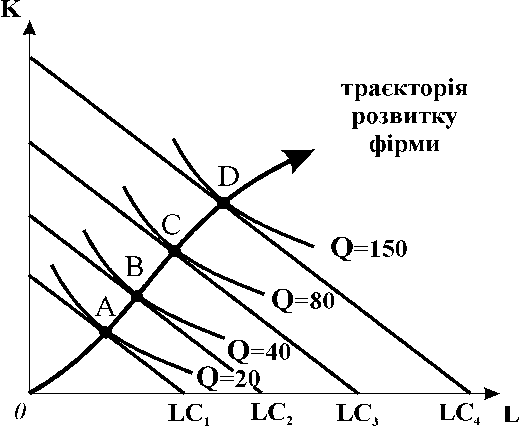 K
траєкторія
розвитку
фірми
D
C
Q=150
B
Q=80
A
Q=40
Q=20
0
LC₁
LC₂
LC₃
LC₄
L